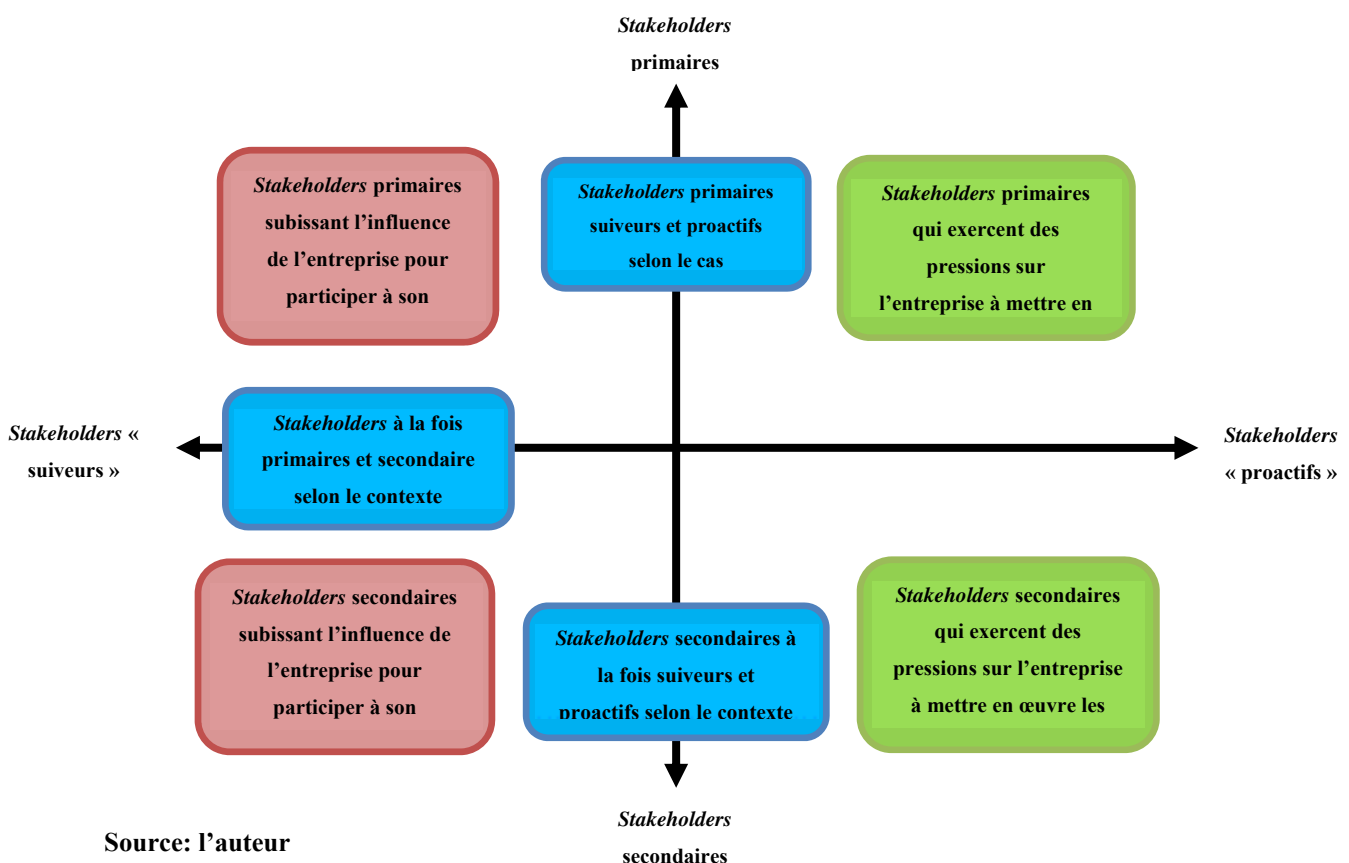 Stakeholders
primaires
Stakeholders primaires
subissant l'influence
de l'entreprise pour
participer à son
Stakeholders primaires
suiveurs et proactifs
selon le cas
Stakeholders primaires
qui exercent des
pressions sur
l'entreprise à mettre en
Stakeholders «
suiveurs »
Stakeholders à la fois
primaires et secondaire
selon le contexte
Stakeholders
« proactifs »
Stakeholders secondaires
subissant l'influence de
l'entreprise pour
participer à son
Stakeholders secondaires à
la fois suiveurs et
proactifs selon le contexte
Stakeholders secondaires
qui exercent des
pressions sur l'entreprise
à mettre en œuvre les
Stakeholders
secondaires
Source: l'auteur